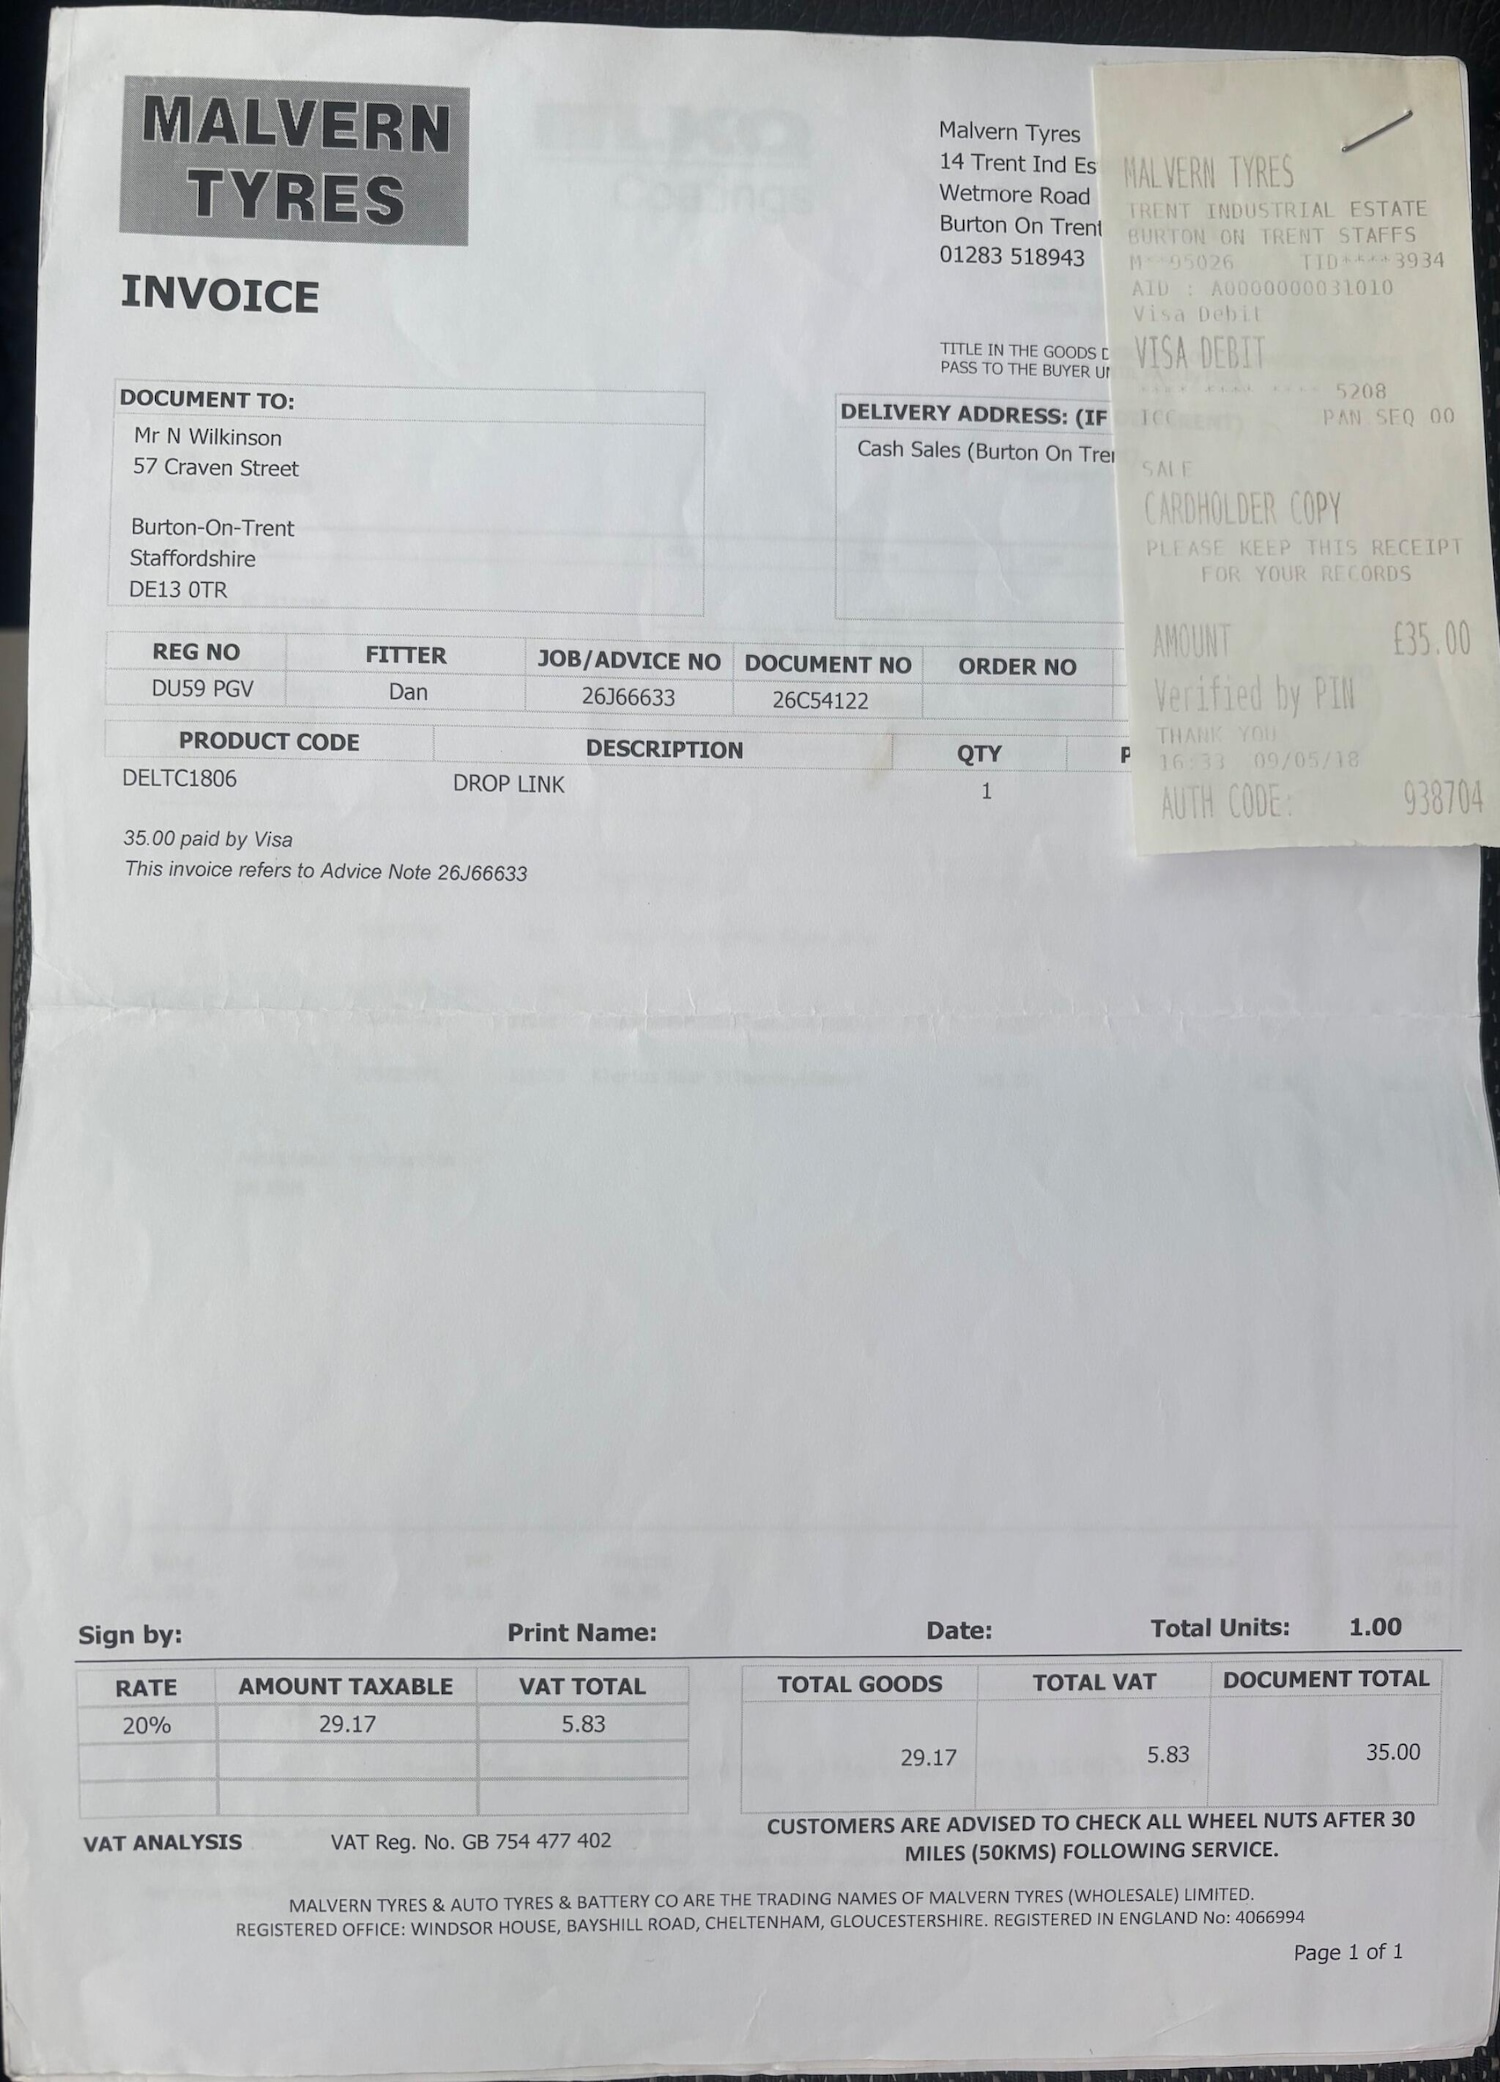 MALVERN
TYRES
INVOICE
Malvern Tyres
14 Trent Ind Es
Wetmore Road
Burton On Trent
01283 518943
TITLE IN THE GOODS D
PASS TO THE BUYER UN
DOCUMENT TO:
Mr N Wilkinson
57 Craven Street
Burton-On-Trent
Staffordshire
DE13 0TR
DELIVERY ADDRESS: (IF
Cash Sales (Burton On Tre
MALVERN TYRES
TRENT INDUSTRIAL ESTATE
BURTON ON TRENT STAFFS
M**95026 TID****3934
AID : A0000000031010
Visa Debit
VISA DEBIT
**** **** **** 5208
ICC PAN SEQ 00
SALE
CARDHOLDER COPY
PLEASE KEEP THIS RECEIPT
FOR YOUR RECORDS
AMOUNT £35.00
Verified by PIN
THANK YOU
16:33 09/05/18
AUTH CODE: 938704
REG NO FITTER JOB/ADVICE NO DOCUMENT NO ORDER NO
DU59 PGV Dan 26J66633 26C54122
PRODUCT CODE DESCRIPTION QTY P
DELTC1806 DROP LINK 1
35.00 paid by Visa
This invoice refers to Advice Note 26J66633
Sign by: Print Name: Date: Total Units: 1.00
RATE AMOUNT TAXABLE VAT TOTAL
20% 29.17 5.83
TOTAL GOODS TOTAL VAT DOCUMENT TOTAL
29.17 5.83 35.00
VAT ANALYSIS VAT Reg. No. GB 754 477 402
CUSTOMERS ARE ADVISED TO CHECK ALL WHEEL NUTS AFTER 30
MILES (50KMS) FOLLOWING SERVICE.
MALVERN TYRES & AUTO TYRES & BATTERY CO ARE THE TRADING NAMES OF MALVERN TYRES (WHOLESALE) LIMITED.
REGISTERED OFFICE: WINDSOR HOUSE, BAYSHILL ROAD, CHELTENHAM, GLOUCESTERSHIRE. REGISTERED IN ENGLAND No: 4066994
Page 1 of 1